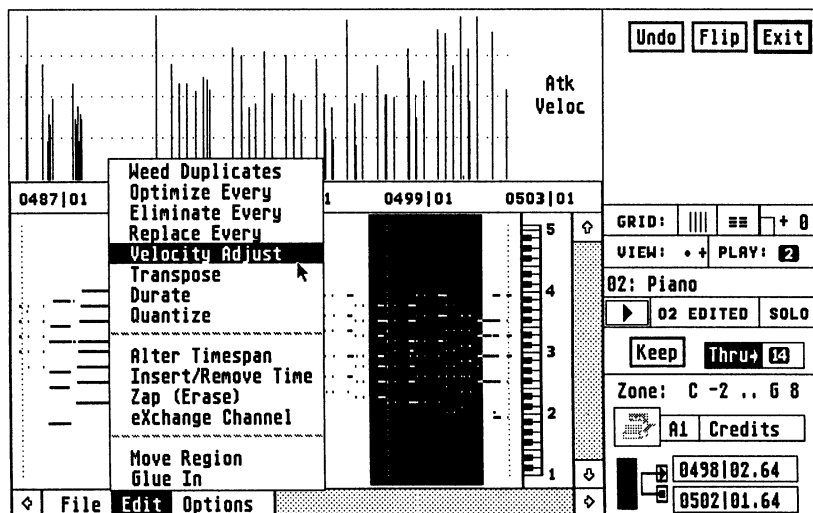 Undo Flip Exit
Atk
Veloc
0487|01
1
0499|01
0503|01
Weed Duplicates
Optimize Every
Eliminate Every
Replace Every
Velocity Adjust
Transpose
Durate
Quantize
Alter Timespan
Insert/Remove Time
Zap (Erase)
eXchange Channel
Move Region
Glue In
5
4
3
2
1
File Edit Options
GRID: + 0
VIEW: • + PLAY: 2
02: Piano
02 EDITED SOLO
Keep Thru→ 14
Zone: C -2 .. G 8
A1 Credits
0498|02.64
0502|01.64